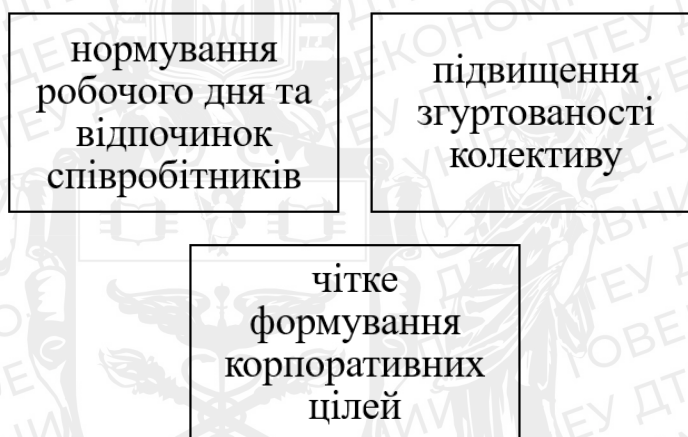 нормування
робочого дня та
відпочинок
співробітників
підвищення
згуртованості
колективу
чітке
формування
корпоративних
цілей